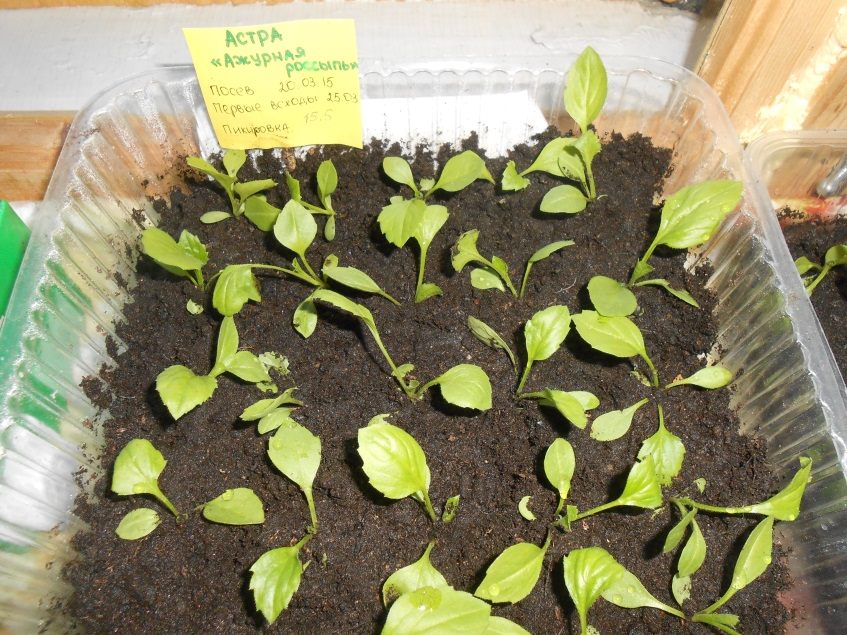 АСТРА
«АЖУРНАЯ
РОССЫПЬ»
Посев 20.03.15
Первые всходы 25.03
Пикировка 15.5